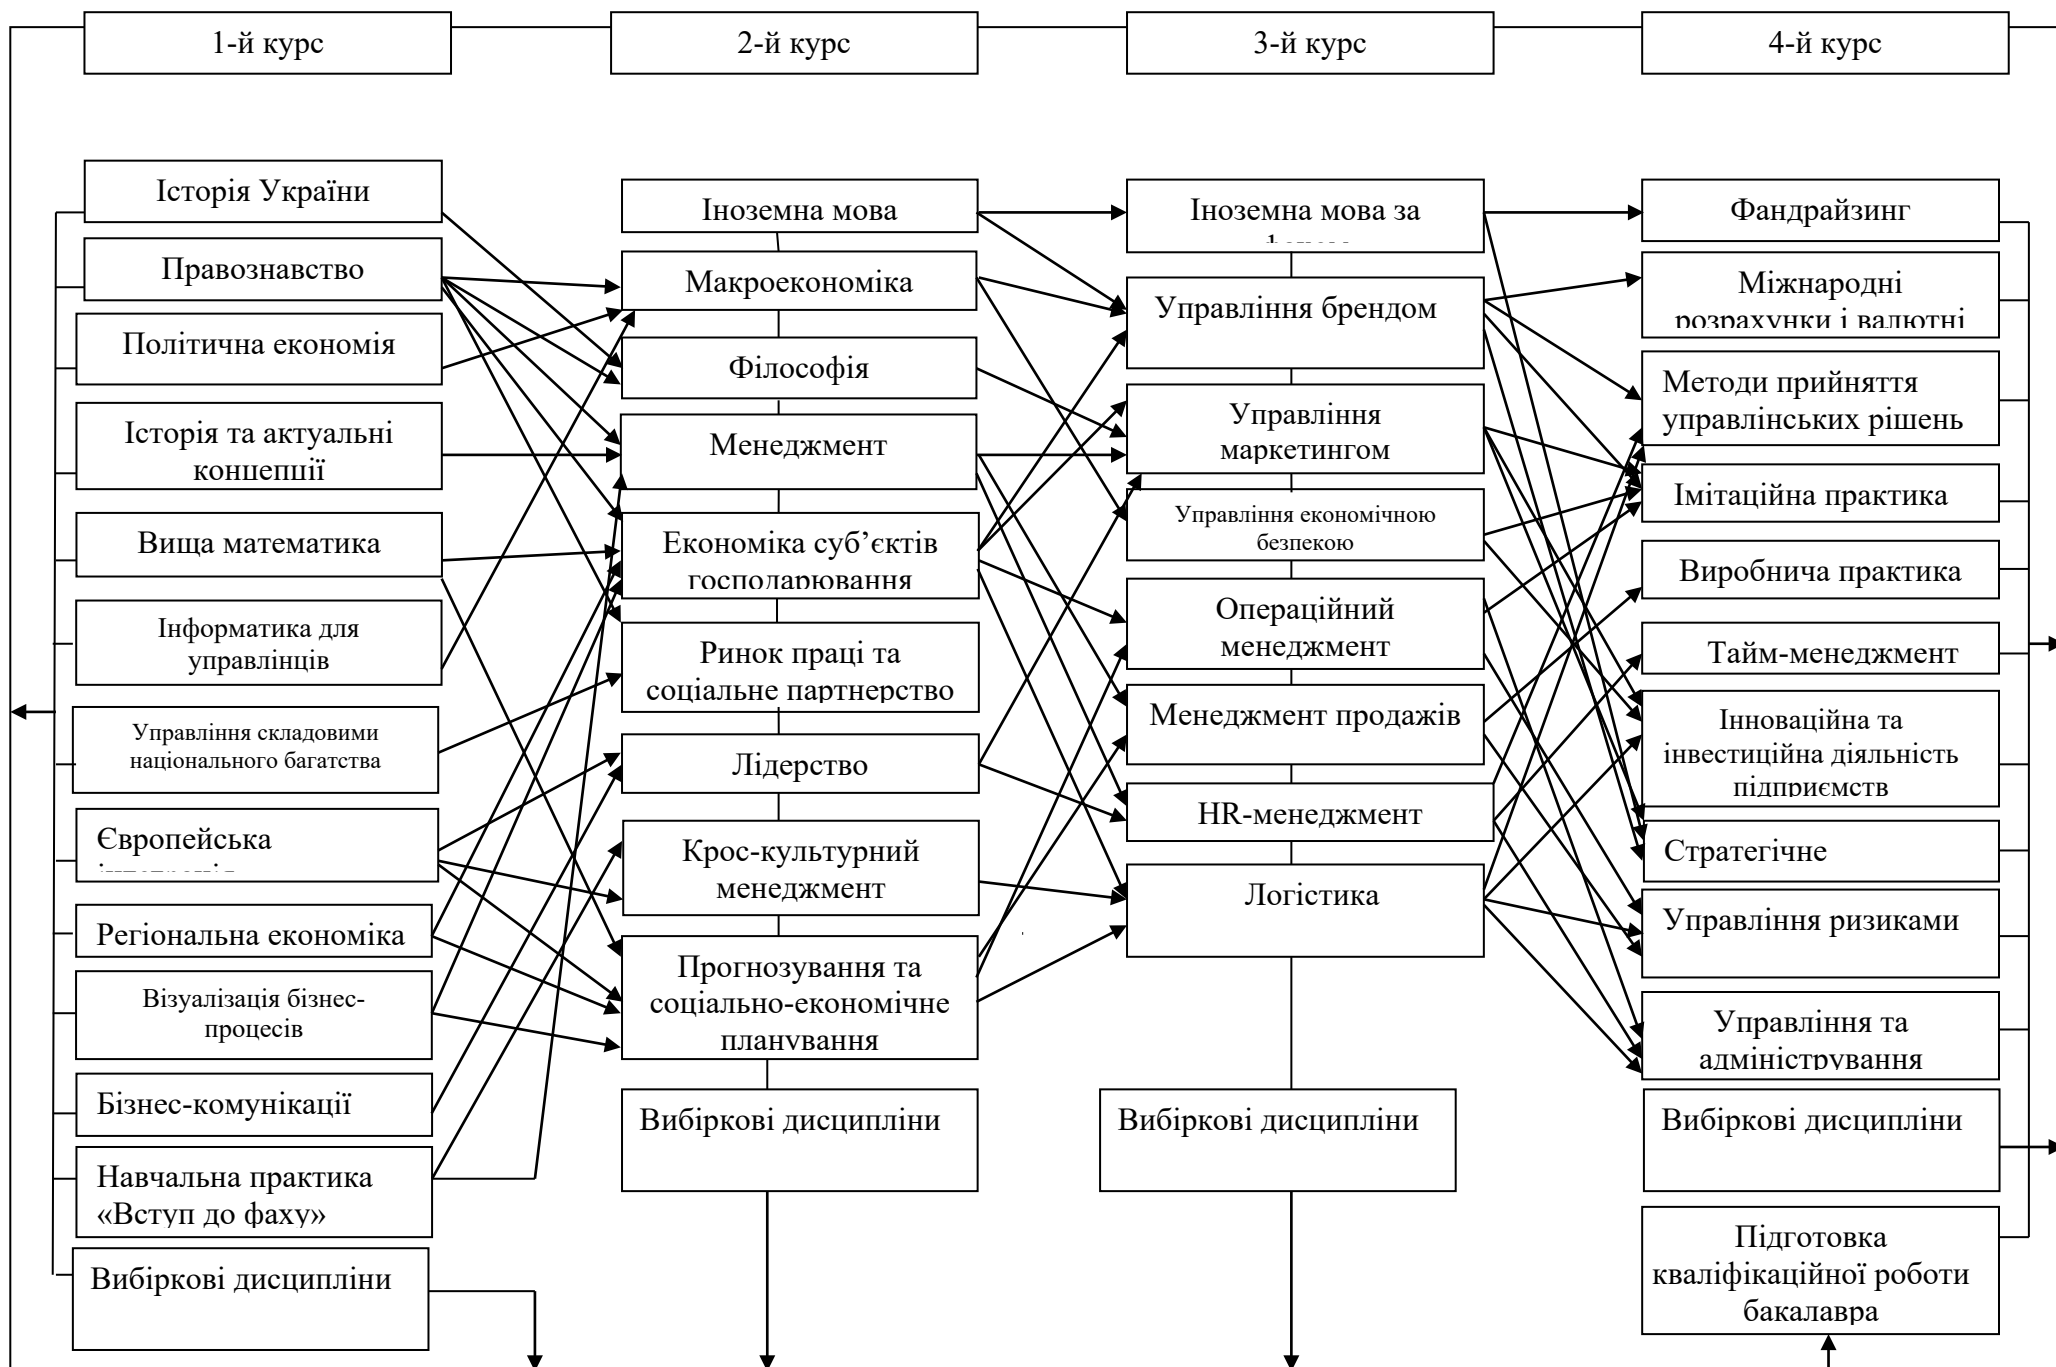 1-й курс
2-й курс
3-й курс
4-й курс
Історія України
Правознавство
Політична економія
Історія та актуальні
концепції
Вища математика
Інформатика для
управлінців
Управління складовими
національного багатства
Європейська
Регіональна економіка
Візуалізація бізнес-
процесів
Бізнес-комунікації
Навчальна практика
«Вступ до фаху»
Вибіркові дисципліни
Іноземна мова
Макроекономіка
Філософія
Менеджмент
Економіка суб’єктів
господарювання
Ринок праці та
соціальне партнерство
Лідерство
Крос-культурний
менеджмент
Прогнозування та
соціально-економічне
планування
Вибіркові дисципліни
Іноземна мова за
Управління брендом
Управління
маркетингом
Управління економічною
безпекою
Операційний
менеджмент
Менеджмент продажів
HR-менеджмент
Логістика
Вибіркові дисципліни
Фандрайзинг
Міжнародні
розрахунки і валютні
Методи прийняття
управлінських рішень
Імітаційна практика
Виробнича практика
Тайм-менеджмент
Інноваційна та
інвестиційна діяльність
підприємств
Стратегічне
Управління ризиками
Управління та
адміністрування
Вибіркові дисципліни
Підготовка
кваліфікаційної роботи
бакалавра